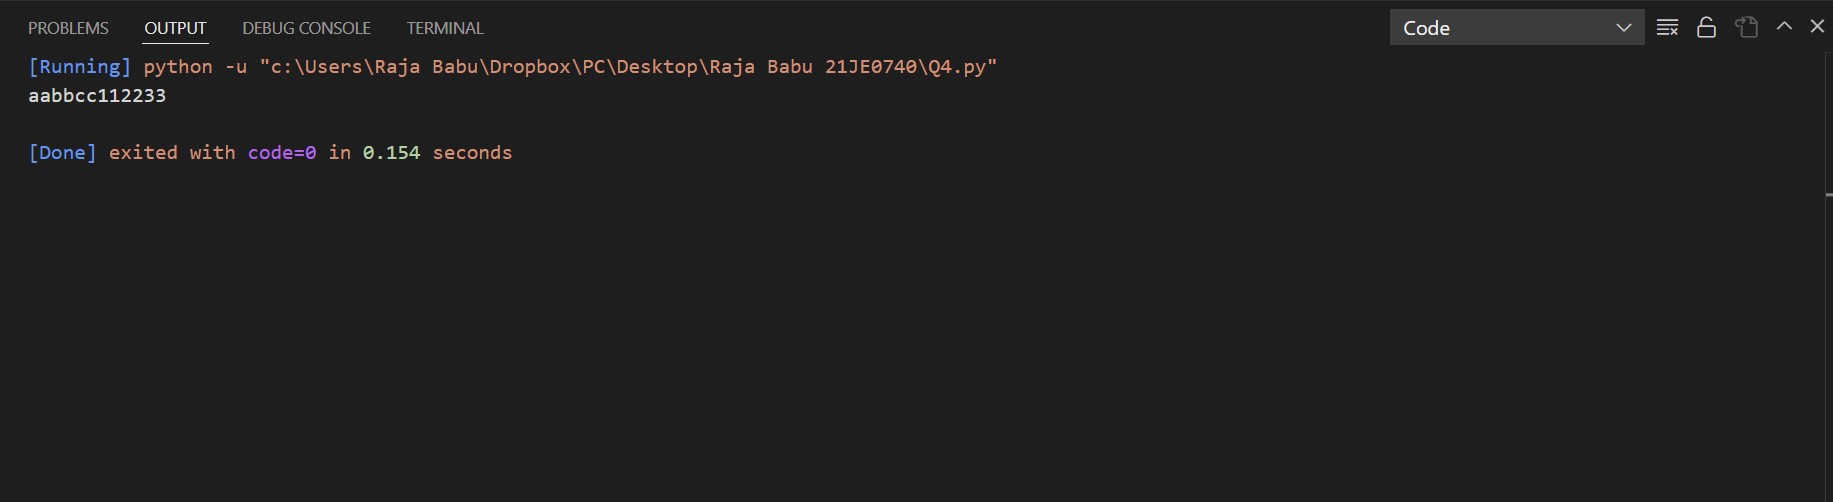 PROBLEMS OUTPUT DEBUG CONSOLE TERMINAL Code
[Running] python -u "c:\Users\Raja Babu\Dropbox\PC\Desktop\Raja Babu 21JE0740\Q4.py"
aabbcc112233
[Done] exited with code=0 in 0.154 seconds